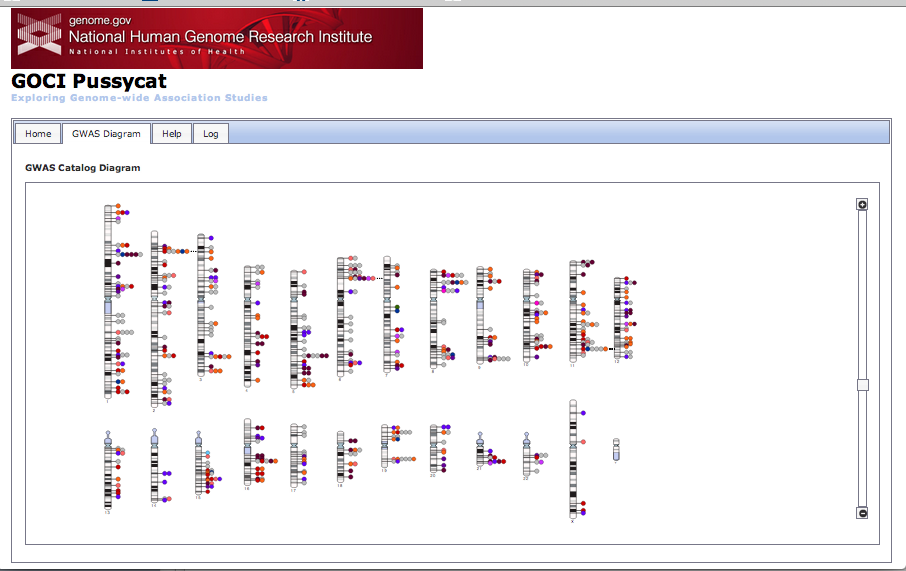 genome.gov
National Human Genome Research Institute
National Institutes of Health
GOCI Pussycat
Exploring Genome-wide Association Studies
Home GWAS Diagram Help Log
GWAS Catalog Diagram
1 2 3 4 5 6 7 8 9 10 11 12
13 14 15 16 17 18 19 20 21 22 X